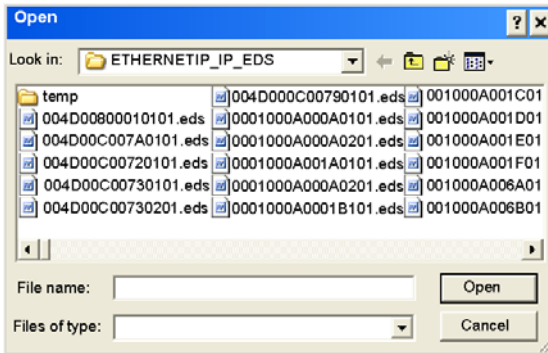 Open
Look in: ETHERNETIP_IP_EDS
temp 004D000C00790101.eds 001000A001C01
004D00800010101.eds 0001000A000A0101.eds 001000A001D01
004D00C007A0101.eds 0001000A000A0201.eds 001000A001E01
004D00C00720101.eds 0001000A001A0101.eds 001000A001F01
004D00C00730101.eds 0001000A000A0201.eds 001000A006A01
004D00C00730201.eds 0001000A0001B101.eds 001000A006B01
File name: Open
Files of type: Cancel